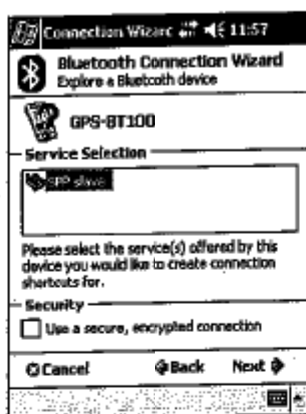 Connection Wizarc 11:57
Bluetooth Connection Wizard
Explore a Bluetooth device
GPS-BT100
Service Selection
SPP slave
Please select the service(s) offered by this
device you would like to create connection
shortcuts for.
Security
Use a secure, encrypted connection
Cancel Back Next